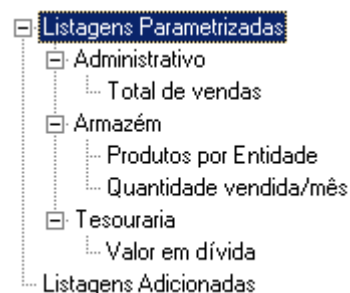 Listagens Parametrizadas
Administrativo
Total de vendas
Armazém
Produtos por Entidade
Quantidade vendida/mês
Tesouraria
Valor em dívida
Listagens Adicionadas